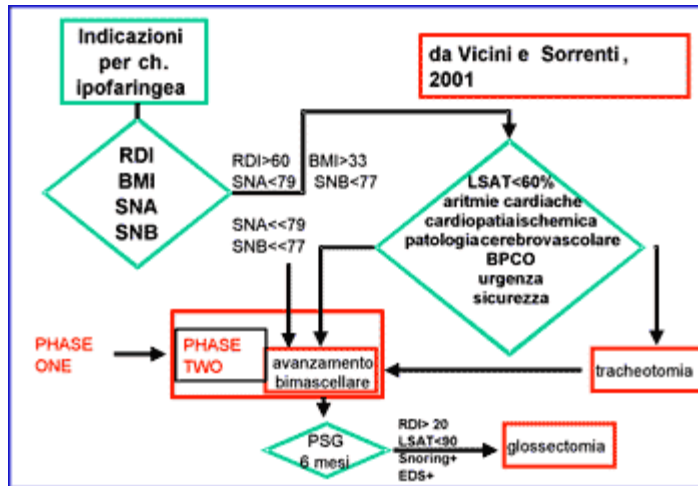 Indicazioni
per ch.
ipofaringea
da Vicini e Sorrenti,
2001
RDI
BMI
SNA
SNB
RDI>60 BMI>33
SNA<79 SNB<77
SNA<<79
SNB<<77
LSAT<60%
aritmie cardiache
cardiopatiaischemica
patologiacerebrovascolare
BPCO
urgenza
sicurezza
PHASE
ONE
PHASE
TWO
avanzamento
bimascellare
tracheotomia
PSG
6 mesi
RDI> 20
LSAT<90
Snoring+
EDS+
glossectomia